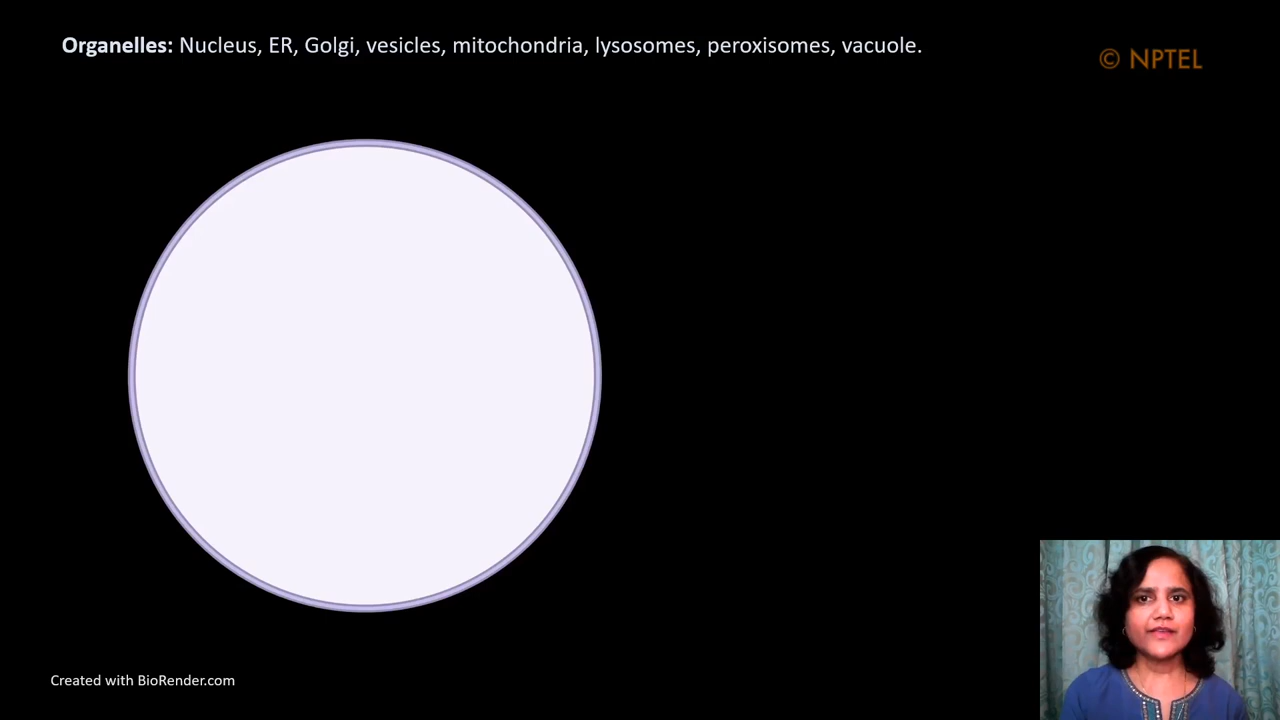 Organelles: Nucleus, ER, Golgi, vesicles, mitochondria, lysosomes, peroxisomes, vacuole.
© NPTEL
Created with BioRender.com